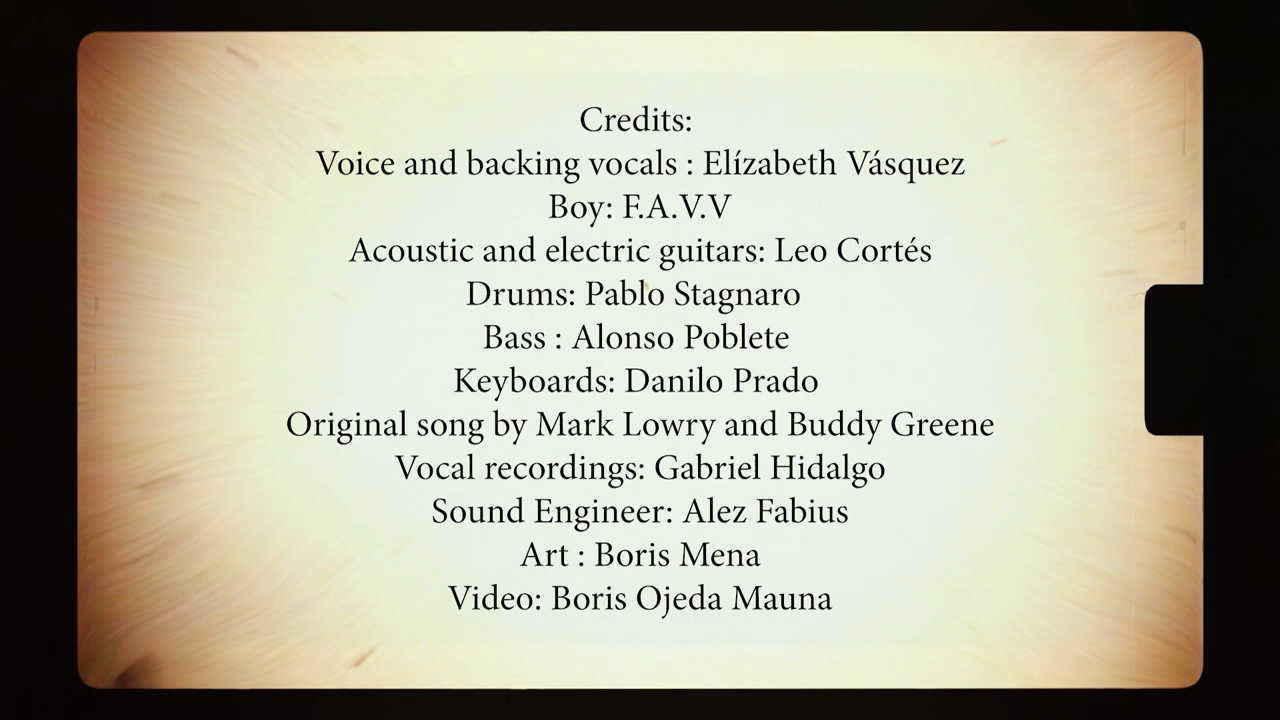 Credits:
Voice and backing vocals : Elízabeth Vásquez
Boy: F.A.V.V
Acoustic and electric guitars: Leo Cortés
Drums: Pablo Stagnaro
Bass : Alonso Poblete
Keyboards: Danilo Prado
Original song by Mark Lowry and Buddy Greene
Vocal recordings: Gabriel Hidalgo
Sound Engineer: Alez Fabius
Art : Boris Mena
Video: Boris Ojeda Mauna